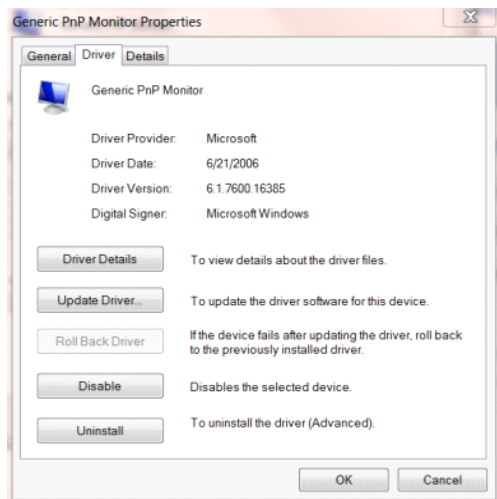 Generic PnP Monitor Properties
General Driver Details
Generic PnP Monitor
Driver Provider: Microsoft
Driver Date: 6/21/2006
Driver Version: 6.1.7600.16385
Digital Signer: Microsoft Windows
Driver Details To view details about the driver files.
Update Driver... To update the driver software for this device.
Roll Back Driver If the device fails after updating the driver, roll back
to the previously installed driver.
Disable Disables the selected device.
Uninstall To uninstall the driver (Advanced).
OK Cancel